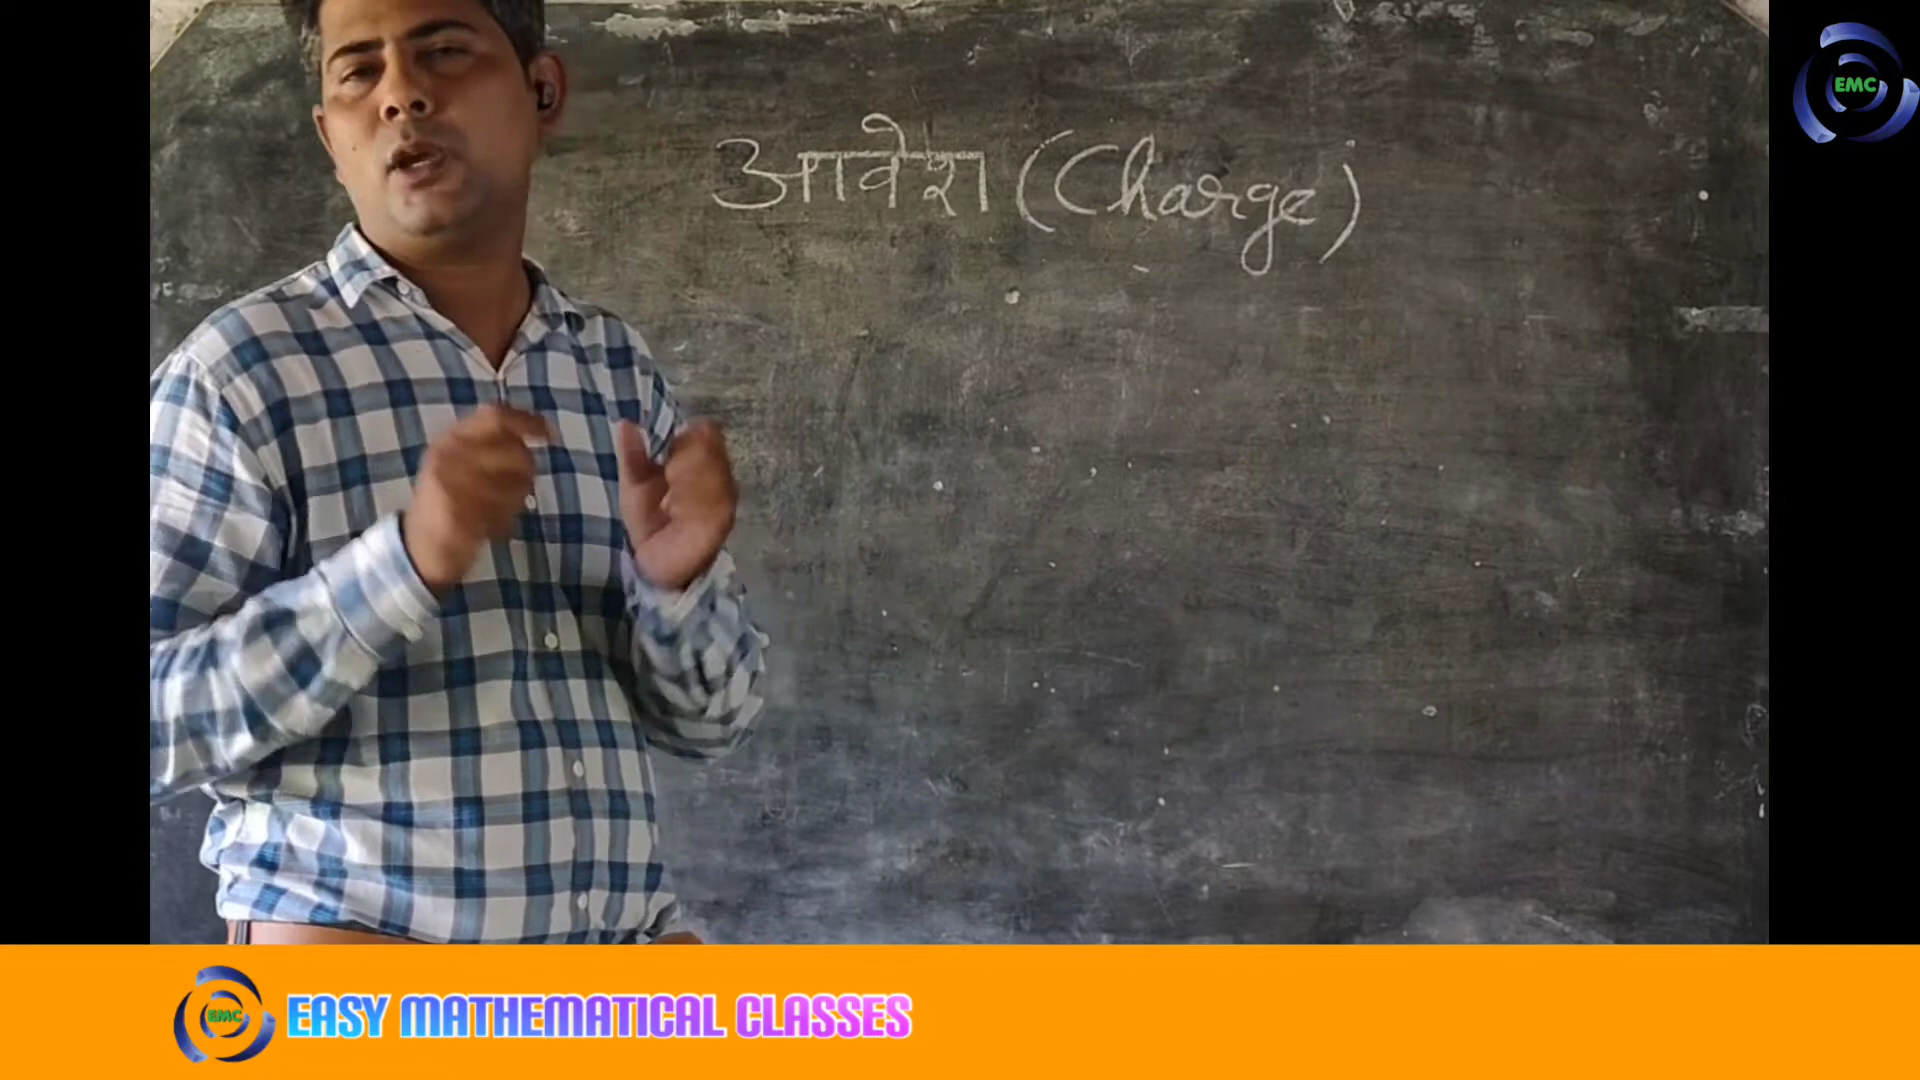 आवेश (Charge)
EMC
EMC
EASY MATHEMATICAL CLASSES